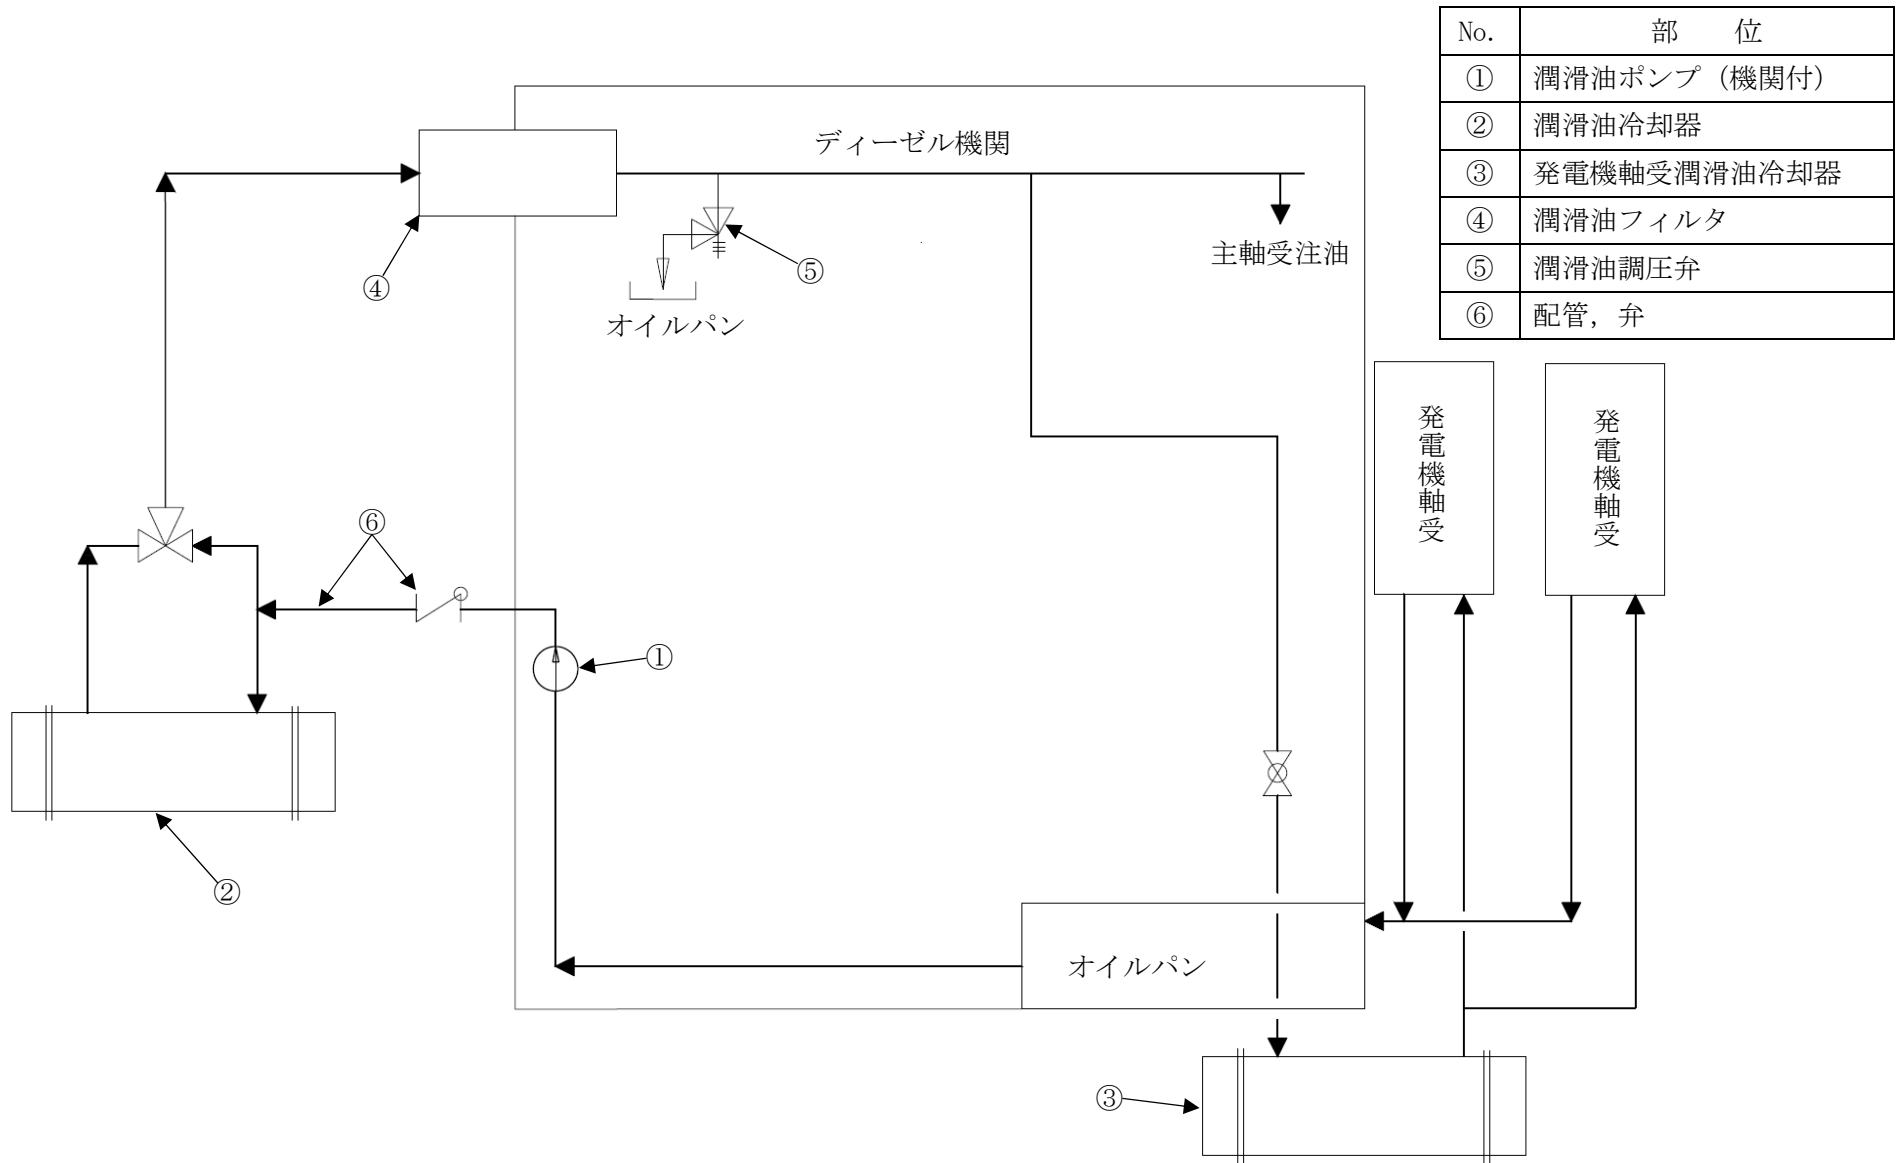 No. 部　　位
① 潤滑油ポンプ（機関付）
② 潤滑油冷却器
③ 発電機軸受潤滑油冷却器
④ 潤滑油フィルタ
⑤ 潤滑油調圧弁
⑥ 配管，弁
ディーゼル機関
主軸受注油
⑤
④
オイルパン
発電機軸受
発電機軸受
⑥
①
②
オイルパン
③